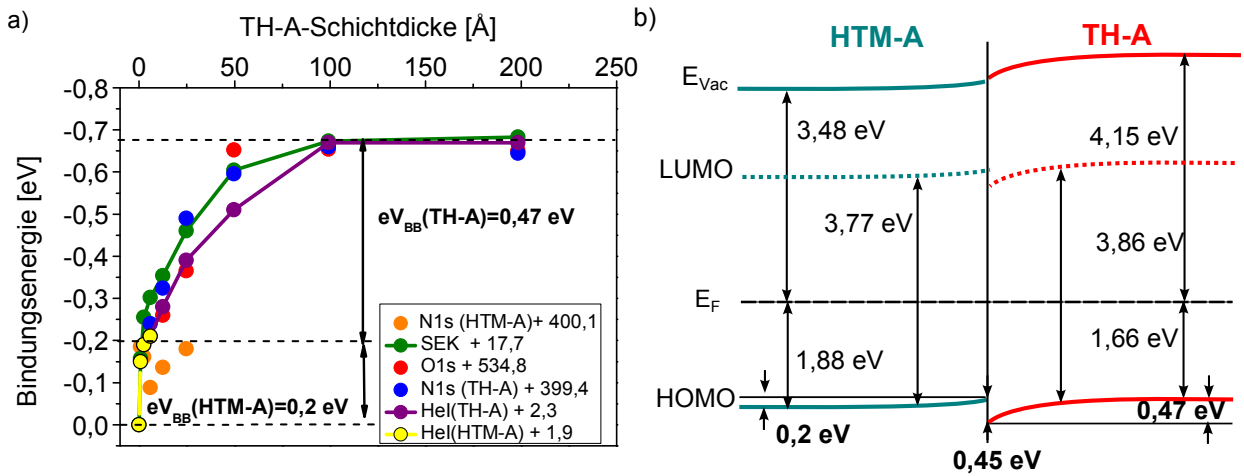 a)
TH-A-Schichtdicke [Å]
0 50 100 150 200 250
Bindungsenergie [eV]
-0,8
-0,7
-0,6
-0,5
-0,4
-0,3
-0,2
-0,1
0,0
eV_BB(TH-A)=0,47 eV
eV_BB(HTM-A)=0,2 eV
N1s (HTM-A)+ 400,1
SEK + 17,7
O1s + 534,8
N1s (TH-A) + 399,4
HeI(TH-A) + 2,3
HeI(HTM-A) + 1,9
b)
HTM-A
TH-A
E_Vac
3,48 eV
4,15 eV
LUMO
3,77 eV
3,86 eV
E_F
1,88 eV
1,66 eV
HOMO
0,2 eV
0,47 eV
0,45 eV